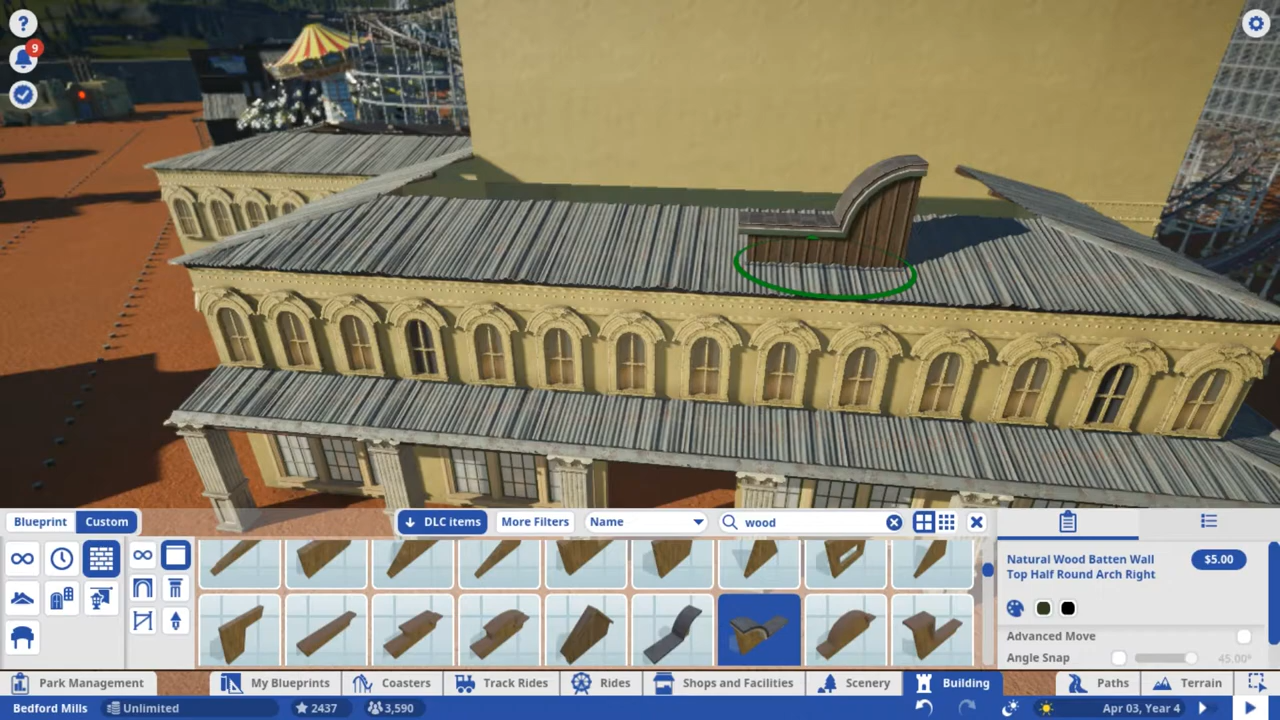 ?
9
Blueprint
Custom
DLC items
More Filters
Name
wood
Natural Wood Batten Wall
Top Half Round Arch Right
$5.00
Advanced Move
Angle Snap
45.00°
Park Management
My Blueprints
Coasters
Track Rides
Rides
Shops and Facilities
Scenery
Building
Paths
Terrain
Bedford Mills
Unlimited
2437
3,590
Apr 03, Year 4